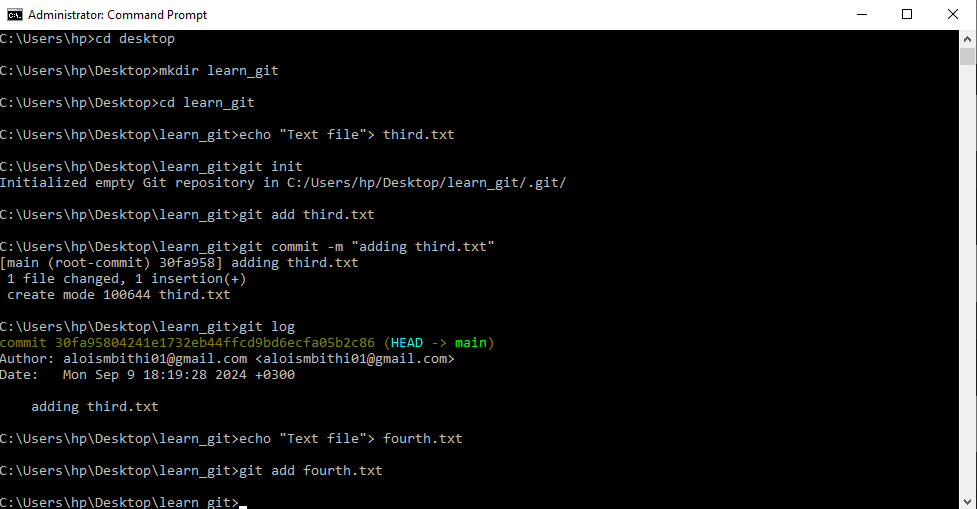 Administrator: Command Prompt
C:\Users\hp>cd desktop
C:\Users\hp\Desktop>mkdir learn_git
C:\Users\hp\Desktop>cd learn_git
C:\Users\hp\Desktop\learn_git>echo "Text file"> third.txt
C:\Users\hp\Desktop\learn_git>git init
Initialized empty Git repository in C:/Users/hp/Desktop/learn_git/.git/
C:\Users\hp\Desktop\learn_git>git add third.txt
C:\Users\hp\Desktop\learn_git>git commit -m "adding third.txt"
[main (root-commit) 30fa958] adding third.txt
 1 file changed, 1 insertion(+)
 create mode 100644 third.txt
C:\Users\hp\Desktop\learn_git>git log
commit 30fa95804241e1732eb44ffcd9bd6ecfa05b2c86 (HEAD -> main)
Author: aloismbithi01@gmail.com <aloismbithi01@gmail.com>
Date:   Mon Sep 9 18:19:28 2024 +0300
    adding third.txt
C:\Users\hp\Desktop\learn_git>echo "Text file"> fourth.txt
C:\Users\hp\Desktop\learn_git>git add fourth.txt
C:\Users\hp\Desktop\learn_git>